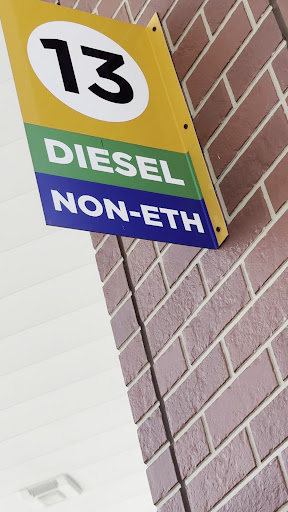 13
DIESEL
NON-ETH